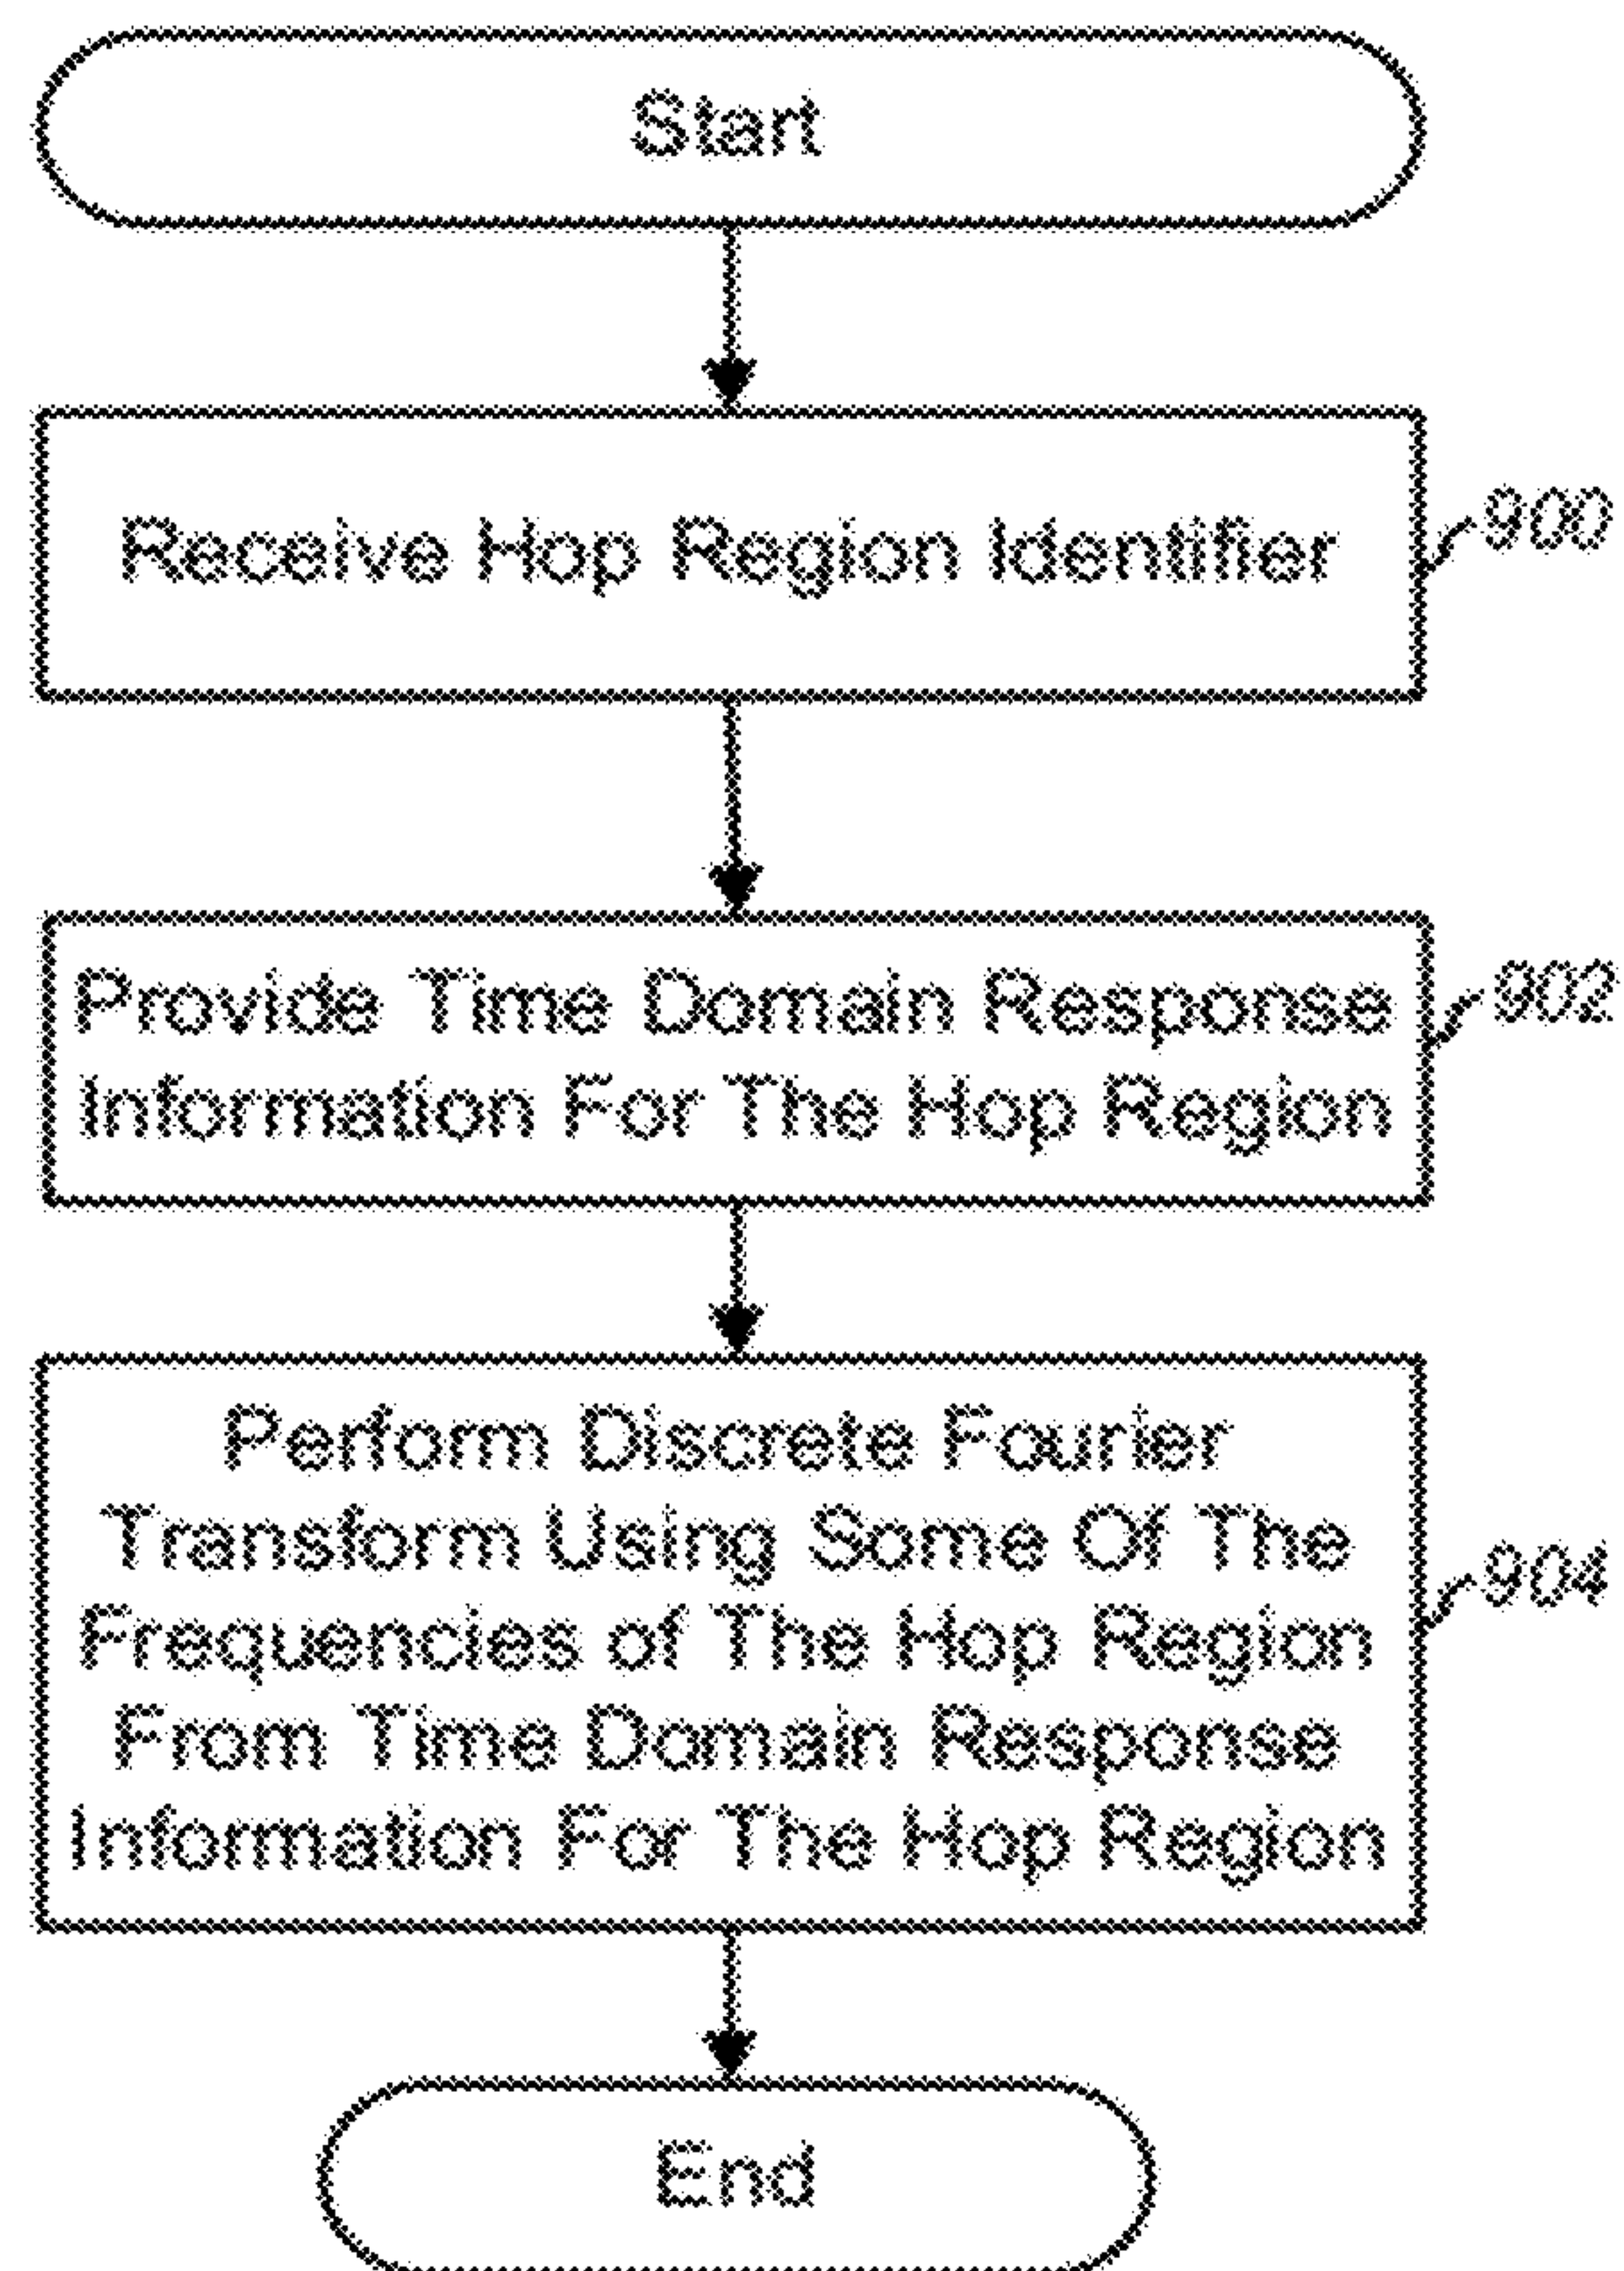 Start
Receive Hop Region Identifier
900
Provide Time Domain Response
Information For The Hop Region
902
Perform Discrete Fourier
Transform Using Some Of The
Frequencies of The Hop Region
From Time Domain Response
Information For The Hop Region
904
End